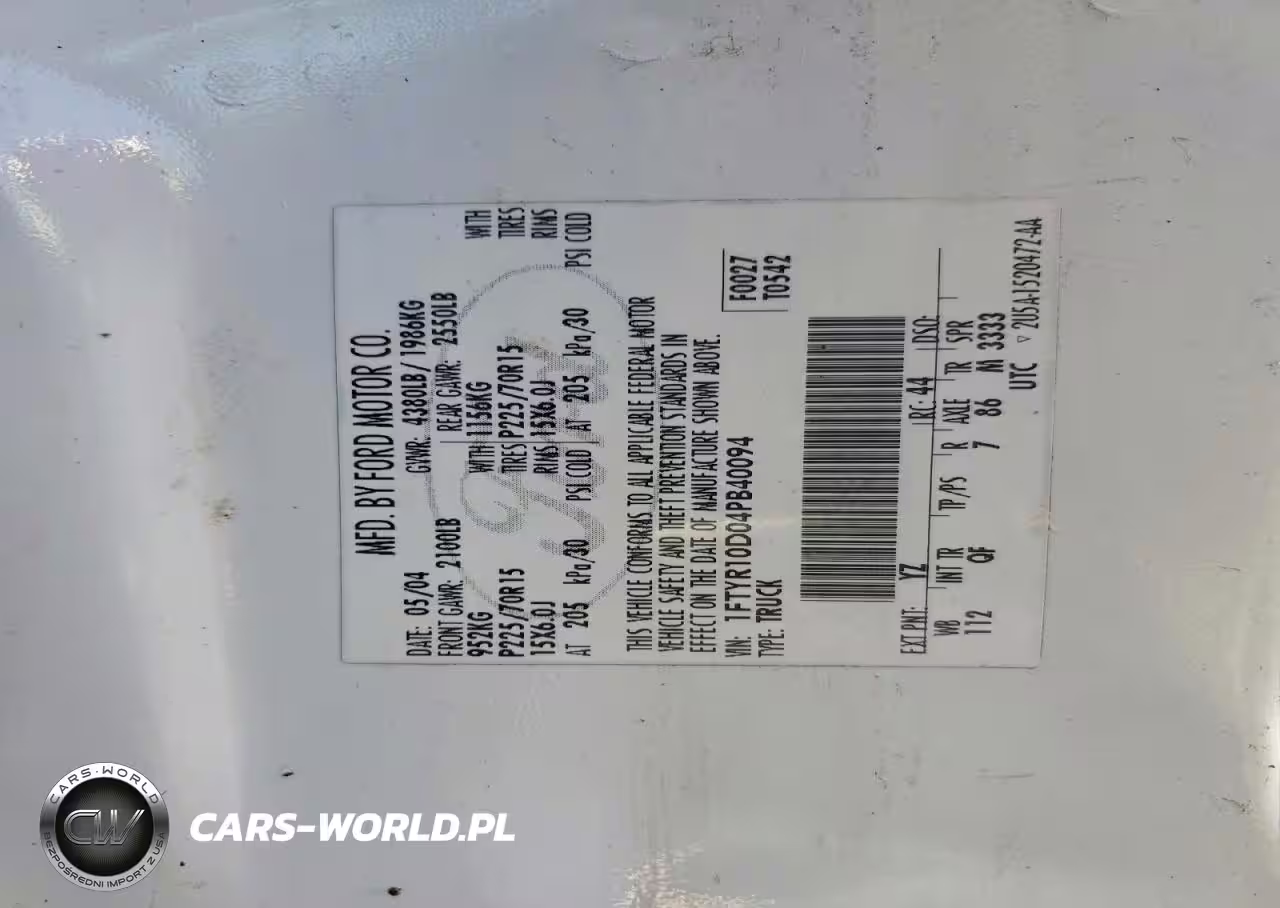 MFD. BY FORD MOTOR CO.
DATE: 05/04 GVWR: 4380LB/1986KG
FRONT GAWR: 2100LB REAR GAWR: 2550LB
952KG WITH 1156KG WITH
P225/70R15 TIRES P225/70R15 TIRES
15X6.0J RIMS 15X6.0J RIMS
AT 205 kPa/30 PSI COLD AT 205 kPa/30 PSI COLD
THIS VEHICLE CONFORMS TO ALL APPLICABLE FEDERAL MOTOR
VEHICLE SAFETY AND THEFT PREVENTION STANDARDS IN
EFFECT ON THE DATE OF MANUFACTURE SHOWN ABOVE.
VIN: 1FTYR10D04PB40094
TYPE: TRUCK
F0027
T0542
EXT PNT: YZ RC: 44 DSO:
WB INT TR TP/PS R AXLE TR SPR
112 QF 7 86 M 3333
UTC ▽ 2U5A-1520472-AA
Ford
CARS-WORLD
CW
BEZPOŚREDNI IMPORT Z USA
CARS-WORLD.PL